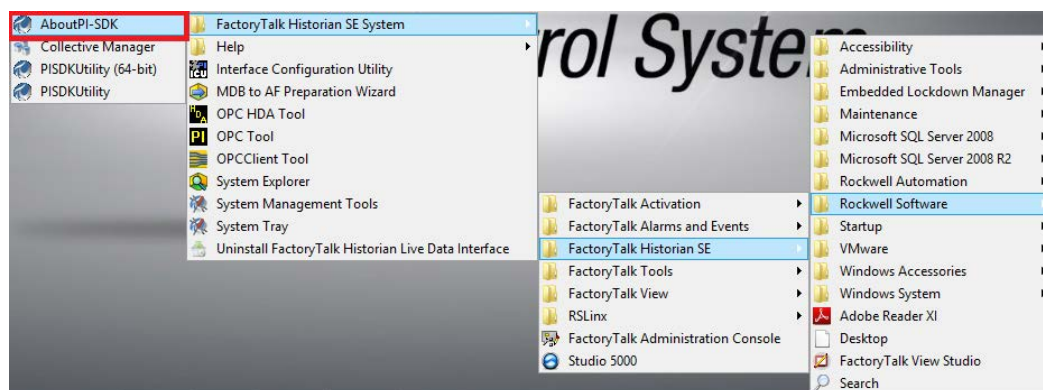 AboutPI-SDK
Collective Manager
PISDKUtility (64-bit)
PISDKUtility
FactoryTalk Historian SE System
Help
Interface Configuration Utility
MDB to AF Preparation Wizard
OPC HDA Tool
OPC Tool
OPCClient Tool
System Explorer
System Management Tools
System Tray
Uninstall FactoryTalk Historian Live Data Interface
rol System
FactoryTalk Activation
FactoryTalk Alarms and Events
FactoryTalk Historian SE
FactoryTalk Tools
FactoryTalk View
RSLinx
FactoryTalk Administration Console
Studio 5000
Accessibility
Administrative Tools
Embedded Lockdown Manager
Maintenance
Microsoft SQL Server 2008
Microsoft SQL Server 2008 R2
Rockwell Automation
Rockwell Software
Startup
VMware
Windows Accessories
Windows System
Adobe Reader XI
Desktop
FactoryTalk View Studio
Search